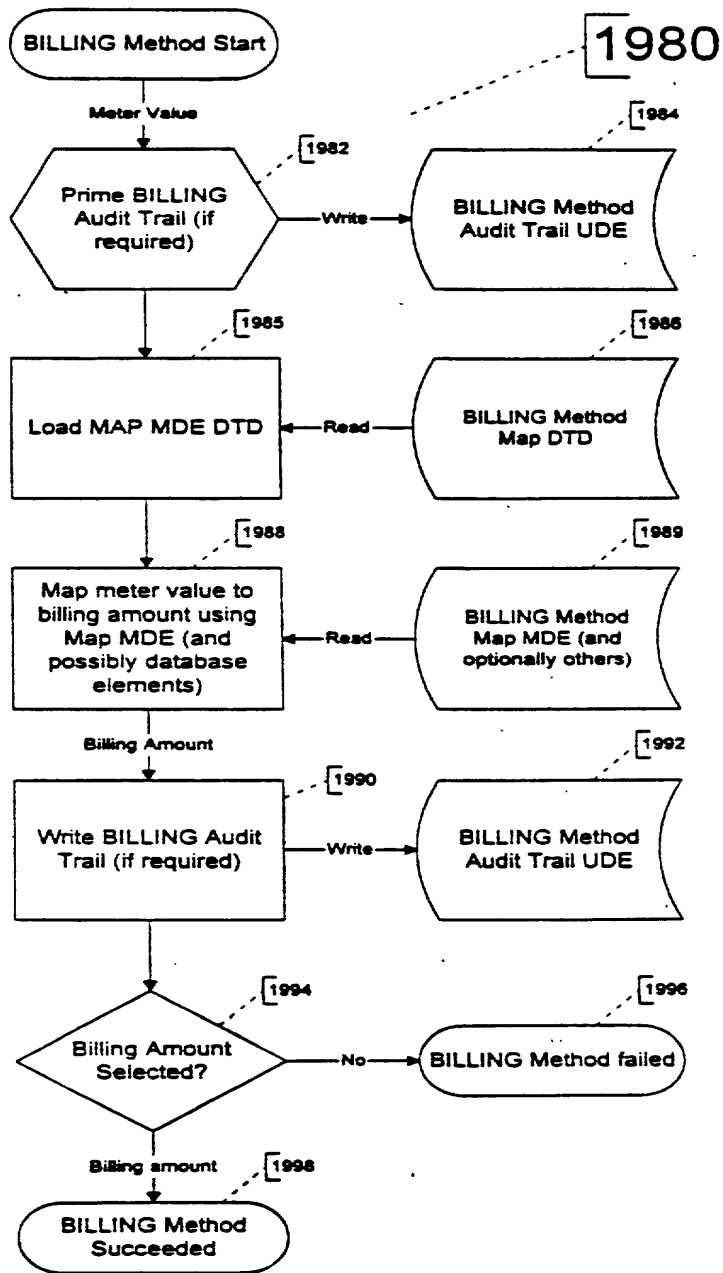 BILLING Method Start
1980
Meter Value
1982
1984
Prime BILLING
Audit Trail (if
required)
Write
BILLING Method
Audit Trail UDE
1985
1986
Load MAP MDE DTD
Read
BILLING Method
Map DTD
1988
1989
Map meter value to
billing amount using
Map MDE (and
possibly database
elements)
Read
BILLING Method
Map MDE (and
optionally others)
Billing Amount
1990
1992
Write BILLING Audit
Trail (if required)
Write
BILLING Method
Audit Trail UDE
1994
1996
Billing Amount
Selected?
No
BILLING Method failed
Billing amount
1998
BILLING Method
Succeeded